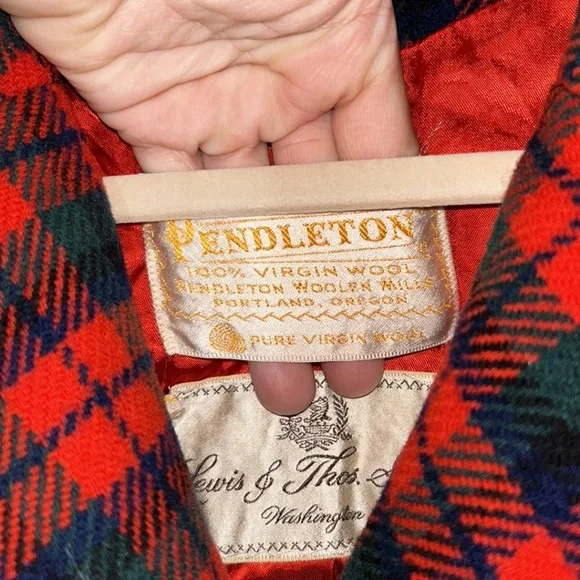 PENDLETON
100% VIRGIN WOOL
PENDLETON WOOLEN MILLS
PORTLAND, OREGON
PURE VIRGIN WOOL
Lewis & Thos.
Washington